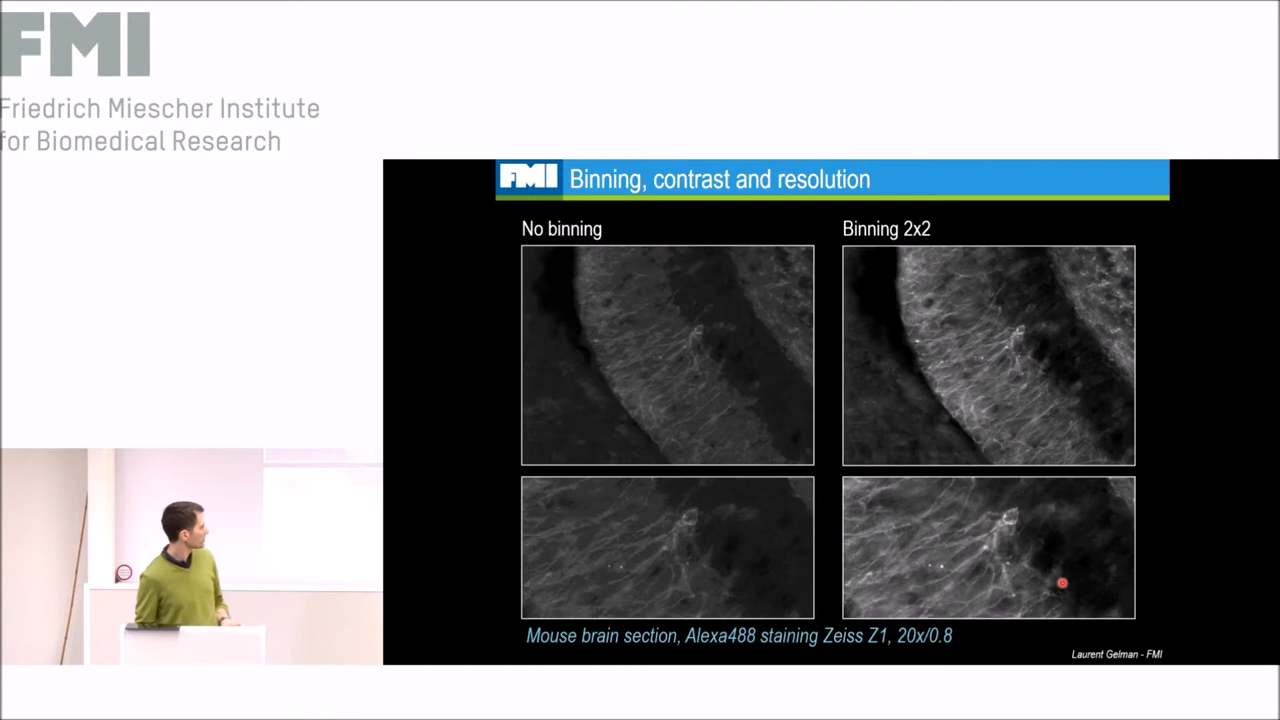 FMI
Friedrich Miescher Institute
for Biomedical Research
FMI
Binning, contrast and resolution
No binning
Binning 2x2
Mouse brain section, Alexa488 staining Zeiss Z1, 20x/0.8
Laurent Gelman - FMI